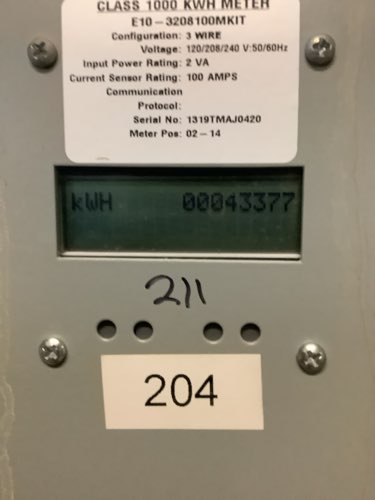 CLASS 1000 KWH METER
E10-3208100MKIT
Configuration: 3 WIRE
Voltage: 120/208/240 V:50/60Hz
Input Power Rating: 2 VA
Current Sensor Rating: 100 AMPS
Communication
Protocol:
Serial No: 1319TMAJ0420
Meter Pos: 02-14
kWH 00043377
211
204